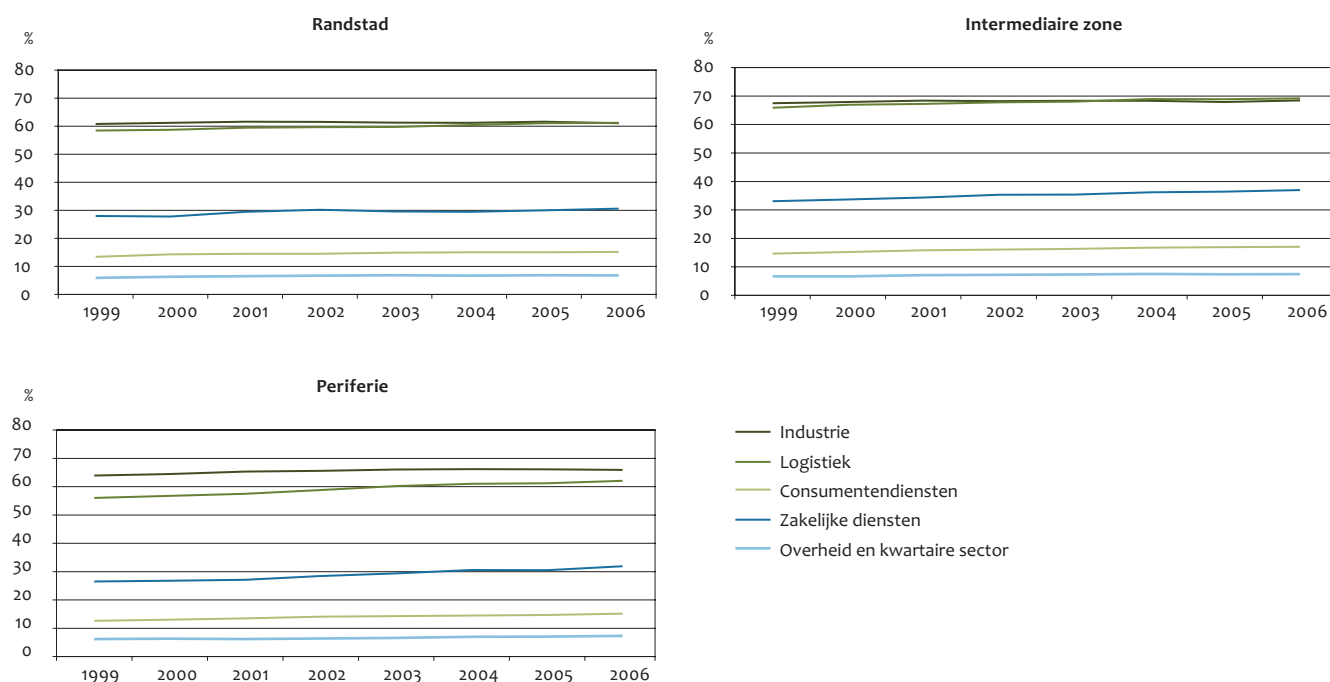 Randstad
%
80
70
60
50
40
30
20
10
0
1999 2000 2001 2002 2003 2004 2005 2006
Intermediaire zone
%
80
70
60
50
40
30
20
10
0
1999 2000 2001 2002 2003 2004 2005 2006
Periferie
%
80
70
60
50
40
30
20
10
0
1999 2000 2001 2002 2003 2004 2005 2006
Industrie
Logistiek
Consumentendiensten
Zakelijke diensten
Overheid en kwartaire sector